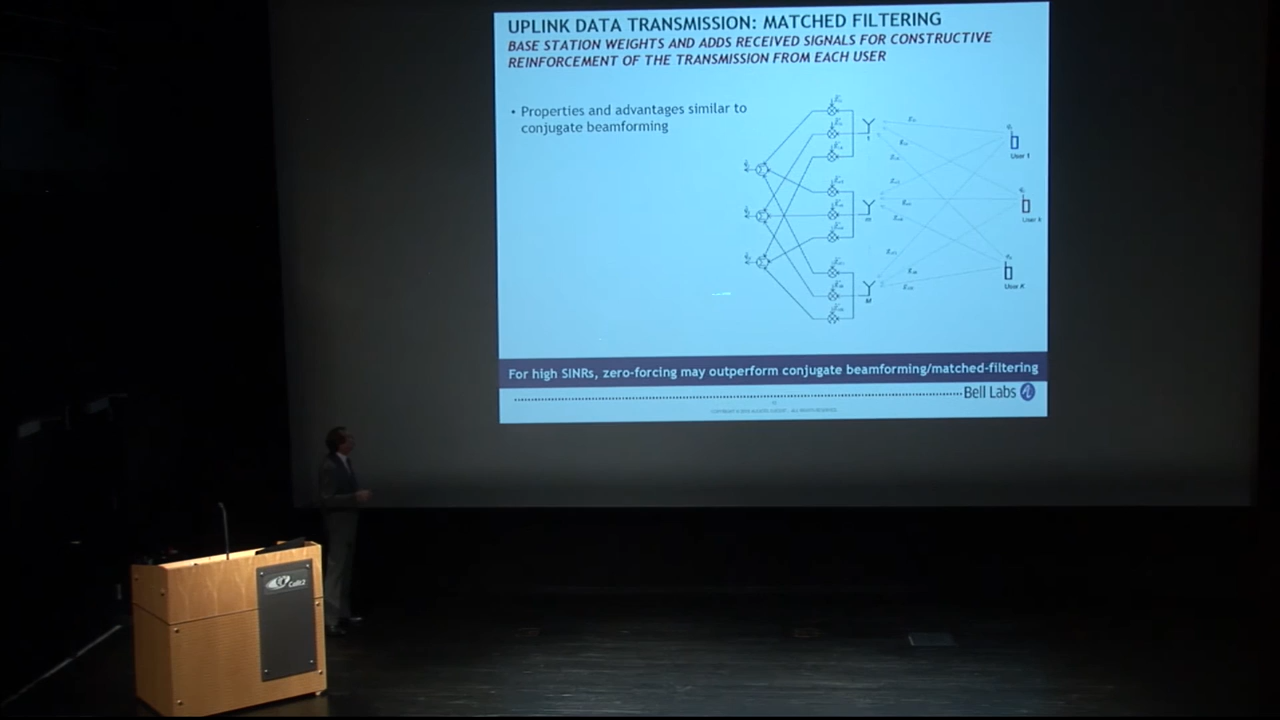 UPLINK DATA TRANSMISSION: MATCHED FILTERING
BASE STATION WEIGHTS AND ADDS RECEIVED SIGNALS FOR CONSTRUCTIVE
REINFORCEMENT OF THE TRANSMISSION FROM EACH USER
• Properties and advantages similar to
conjugate beamforming
1
User 1
m
User k
User K
M
For high SINRs, zero-forcing may outperform conjugate beamforming/matched-filtering
Bell Labs
Calit2